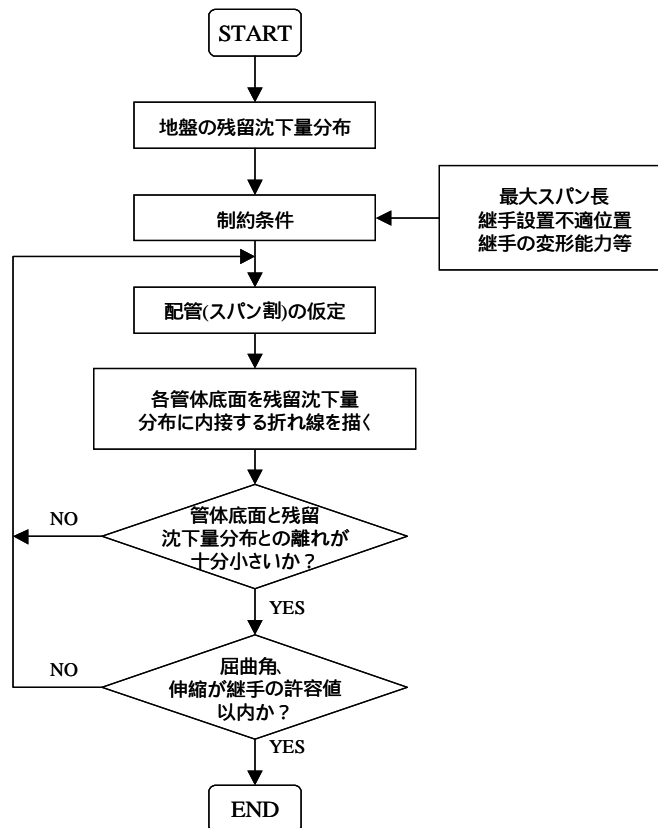 START
地盤の残留沈下量分布
制約条件
最大スパン長
継手設置不適位置
継手の変形能力等
配管(スパン割)の仮定
各管体底面を残留沈下量
分布に内接する折れ線を描く
管体底面と残留
沈下量分布との離れが
十分小さいか？
NO
YES
屈曲角、
伸縮が継手の許容値
以内か？
NO
YES
END